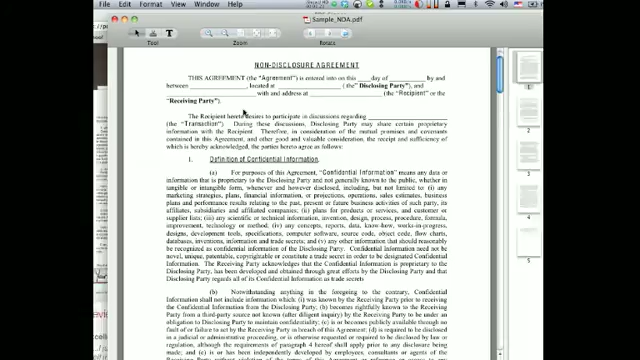 File Edit Format View Window Help
Sample_NDA.pdf
Tool Zoom Rotate
NON-DISCLOSURE AGREEMENT
THIS AGREEMENT (the "Agreement") is entered into on this day of by and
between , located at ( the "Disclosing Party"), and
with and address at (the "Recipient" or the
"Receiving Party").
The Recipient hereto desires to participate in discussions regarding
(the "Transaction". During these discussions, Disclosing Party may share certain proprietary
information with the Recipient. Therefore, in consideration of the mutual promises and covenants
contained in this Agreement, and other good and valuable consideration, the receipt and sufficiency of
which is hereby acknowledged, the parties hereto agree as follows:
1. Definition of Confidential Information.
(a) For purposes of this Agreement, "Confidential Information" means any data or
information that is proprietary to the Disclosing Party and not generally known to the public, whether in
tangible or intangible form, whenever and however disclosed, including, but not limited to: (i) any
marketing strategies, plans, financial information, or projections, operations, sales estimates, business
plans and performance results relating to the past, present or future business activities of such party, its
affiliates, subsidiaries and affiliated companies; (ii) plans for products or services, and customer or
supplier lists; (iii) any scientific or technical information, invention, design, process, procedure, formula,
improvement, technology or method; (iv) any concepts, reports, data, know-how, works-in-progress,
designs, development tools, specifications, computer software, source code, object code, flow charts,
databases, inventions, information and trade secrets; and (v) any other information that should reasonably
be recognized as confidential information of the Disclosing Party. Confidential Information need not be
novel, unique, patentable, copyrightable or constitute a trade secret in order to be designated Confidential
Information. The Receiving Party acknowledges that the Confidential Information is proprietary to the
Disclosing Party, has been developed and obtained through great efforts by the Disclosing Party and that
Disclosing Party regards all of its Confidential Information as trade secrets
(b) Notwithstanding anything in the foregoing to the contrary, Confidential
Information shall not include information which: (i) was known by the Receiving Party prior to receiving
the Confidential Information from the Disclosing Party; (b) becomes rightfully known to the Receiving
Party from a third-party source not known (after diligent inquiry) by the Receiving Party to be under an
obligation to Disclosing Party to maintain confidentiality; (c) is or becomes publicly available through no
fault of or failure to act by the Receiving Party in breach of this Agreement; (d) is required to be disclosed
in a judicial or administrative proceeding, or is otherwise requested or required to be disclosed by law or
regulation, although the requirements of paragraph 4 hereof shall apply prior to any disclosure being
made; and (e) is or has been independently developed by employees, consultants or agents of the